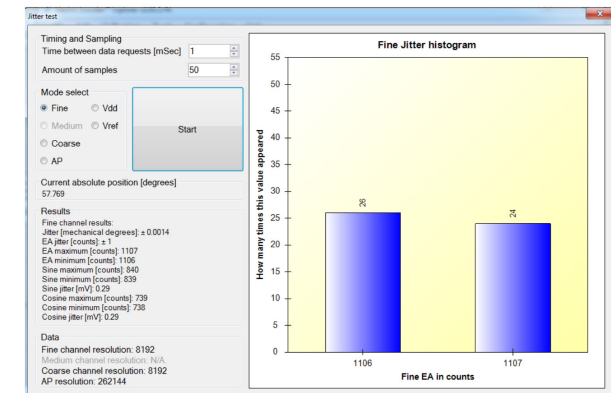 Jitter test
Timing and Sampling
Time between data requests [mSec] 1
Amount of samples 50
Mode select
Fine Vdd
Medium Vref
Coarse
AP
Start
Current absolute position [degrees]
57.769
Results
Fine channel results:
Jitter [mechanical degrees]: ± 0.0014
EA jitter [counts]: ± 1
EA maximum [counts]: 1107
EA minimum [counts]: 1106
Sine maximum [counts]: 840
Sine minimum [counts]: 839
Sine jitter [mV]: 0.29
Cosine maximum [counts]: 739
Cosine minimum [counts]: 738
Cosine jitter [mV]: 0.29
Data
Fine channel resolution: 8192
Medium channel resolution: N/A
Coarse channel resolution: 8192
AP resolution: 262144
Fine Jitter histogram
How many times this value appeared
55
50
45
40
35
30
25
20
15
10
5
0
26
24
1106 1107
Fine EA in counts